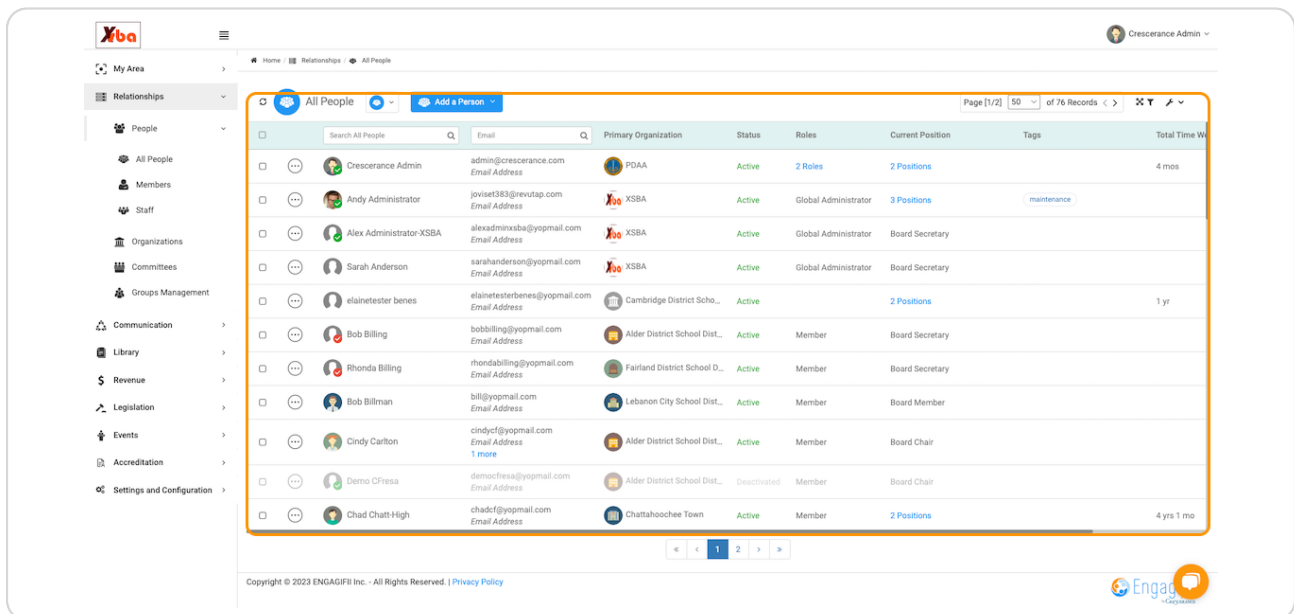 Xba
Crescerance Admin
Home / Relationships / All People
My Area
Relationships
People
All People
Members
Staff
Organizations
Committees
Groups Management
Communication
Library
Revenue
Legislation
Events
Accreditation
Settings and Configuration
All People
Add a Person
Page [1/2] 50 of 76 Records
Search All People Email Primary Organization Status Roles Current Position Tags Total Time We
Crescerance Admin admin@crescerance.com PDAA Active 2 Roles 2 Positions 4 mos
Email Address
Andy Administrator joviset383@revutap.com Xba XSBA Active Global Administrator 3 Positions maintenance
Email Address
Alex Administrator-XSBA alexadminxsba@yopmail.com Xba XSBA Active Global Administrator Board Secretary
Email Address
Sarah Anderson sarahanderson@yopmail.com Xba XSBA Active Global Administrator Board Secretary
Email Address
elainetester benes elainetesterbenes@yopmail.com Cambridge District Scho... Active 2 Positions 1 yr
Email Address
Bob Billing bobbilling@yopmail.com Alder District School Dist... Active Member Board Secretary
Email Address
Rhonda Billing rhondabilling@yopmail.com Fairland District School D... Active Member Board Secretary
Email Address
Bob Billman bill@yopmail.com Lebanon City School Dist... Active Member Board Member
Email Address
Cindy Carlton cindycf@yopmail.com Alder District School Dist... Active Member Board Chair
Email Address
1 more
Demo CFresa democfresa@yopmail.com Alder District School Dist... Deactivated Member Board Chair
Email Address
Chad Chatt-High chadcf@yopmail.com Chattahoochee Town Active Member 2 Positions 4 yrs 1 mo
Email Address
« ‹ 1 2 › »
Copyright © 2023 ENGAGIFII Inc. - All Rights Reserved. | Privacy Policy
Engag